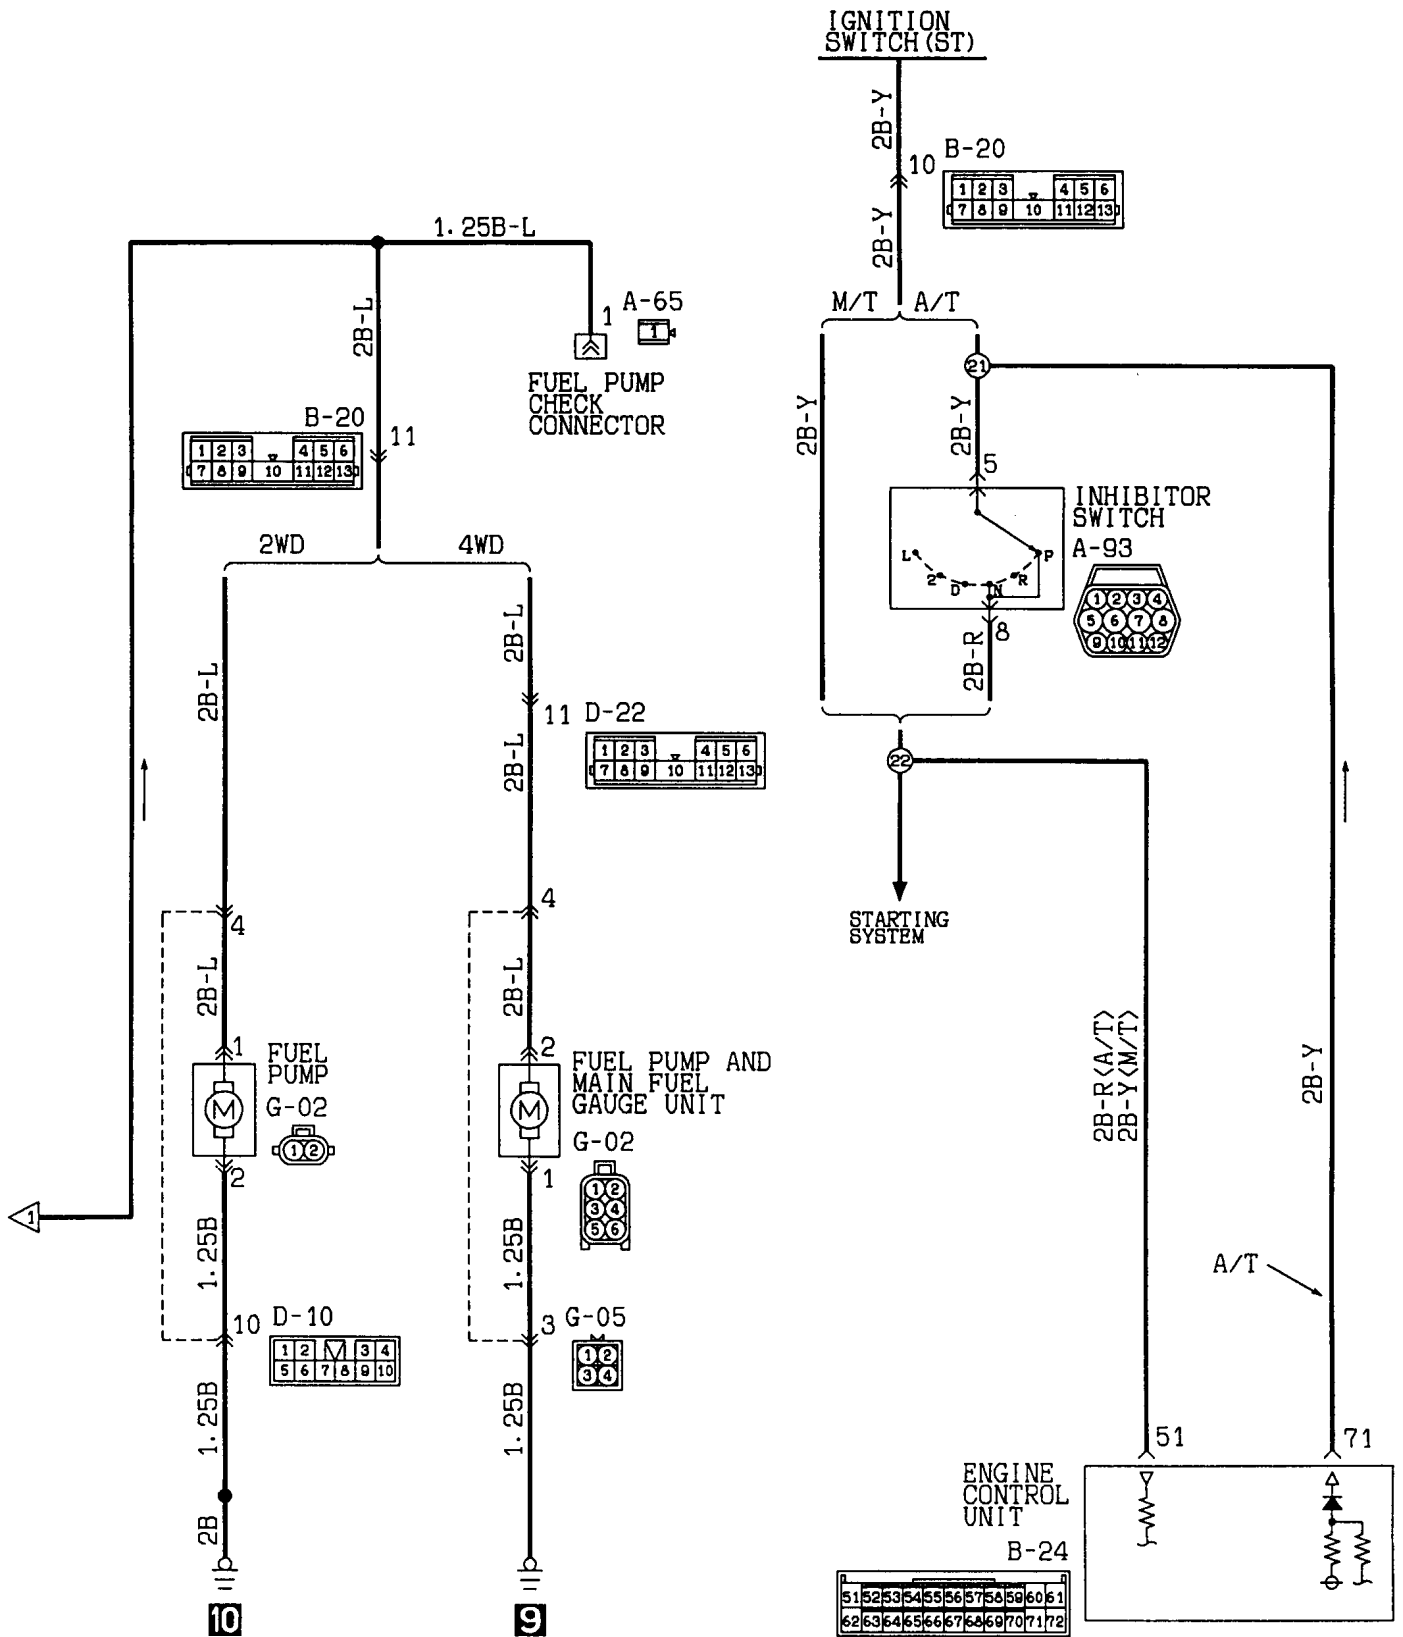 IGNITION
SWITCH(ST)
2B-Y
10
B-20
1 2 3 4 5 6
7 8 9 10 11 12 13
2B-Y
M/T
A/T
1.25B-L
2B-L
1
A-65
1
FUEL PUMP
CHECK
CONNECTOR
B-20
11
1 2 3 4 5 6
7 8 9 10 11 12 13
2WD
4WD
21
2B-Y
2B-Y
5
INHIBITOR
SWITCH
A-93
L
2
D
N
R
P
1 2 3 4
5 6 7 8
9 10 11 12
8
2B-R
2B-L
2B-L
11
D-22
2B-L
1 2 3 4 5 6
7 8 9 10 11 12 13
22
STARTING
SYSTEM
4
4
2B-L
2B-L
1
FUEL
PUMP
G-02
M
1 2
2
2
FUEL PUMP AND
MAIN FUEL
GAUGE UNIT
G-02
M
1 2
3 4
5 6
1
2B-R<A/T>
2B-Y<M/T>
2B-Y
1
1.25B
1.25B
A/T
10
D-10
1 2 3 4
5 6 7 8 9 10
3
G-05
1 2
3 4
1.25B
1.25B
51
71
ENGINE
CONTROL
UNIT
B-24
51 52 53 54 55 56 57 58 59 60 61
62 63 64 65 66 67 68 69 70 71 72
2B
10
9